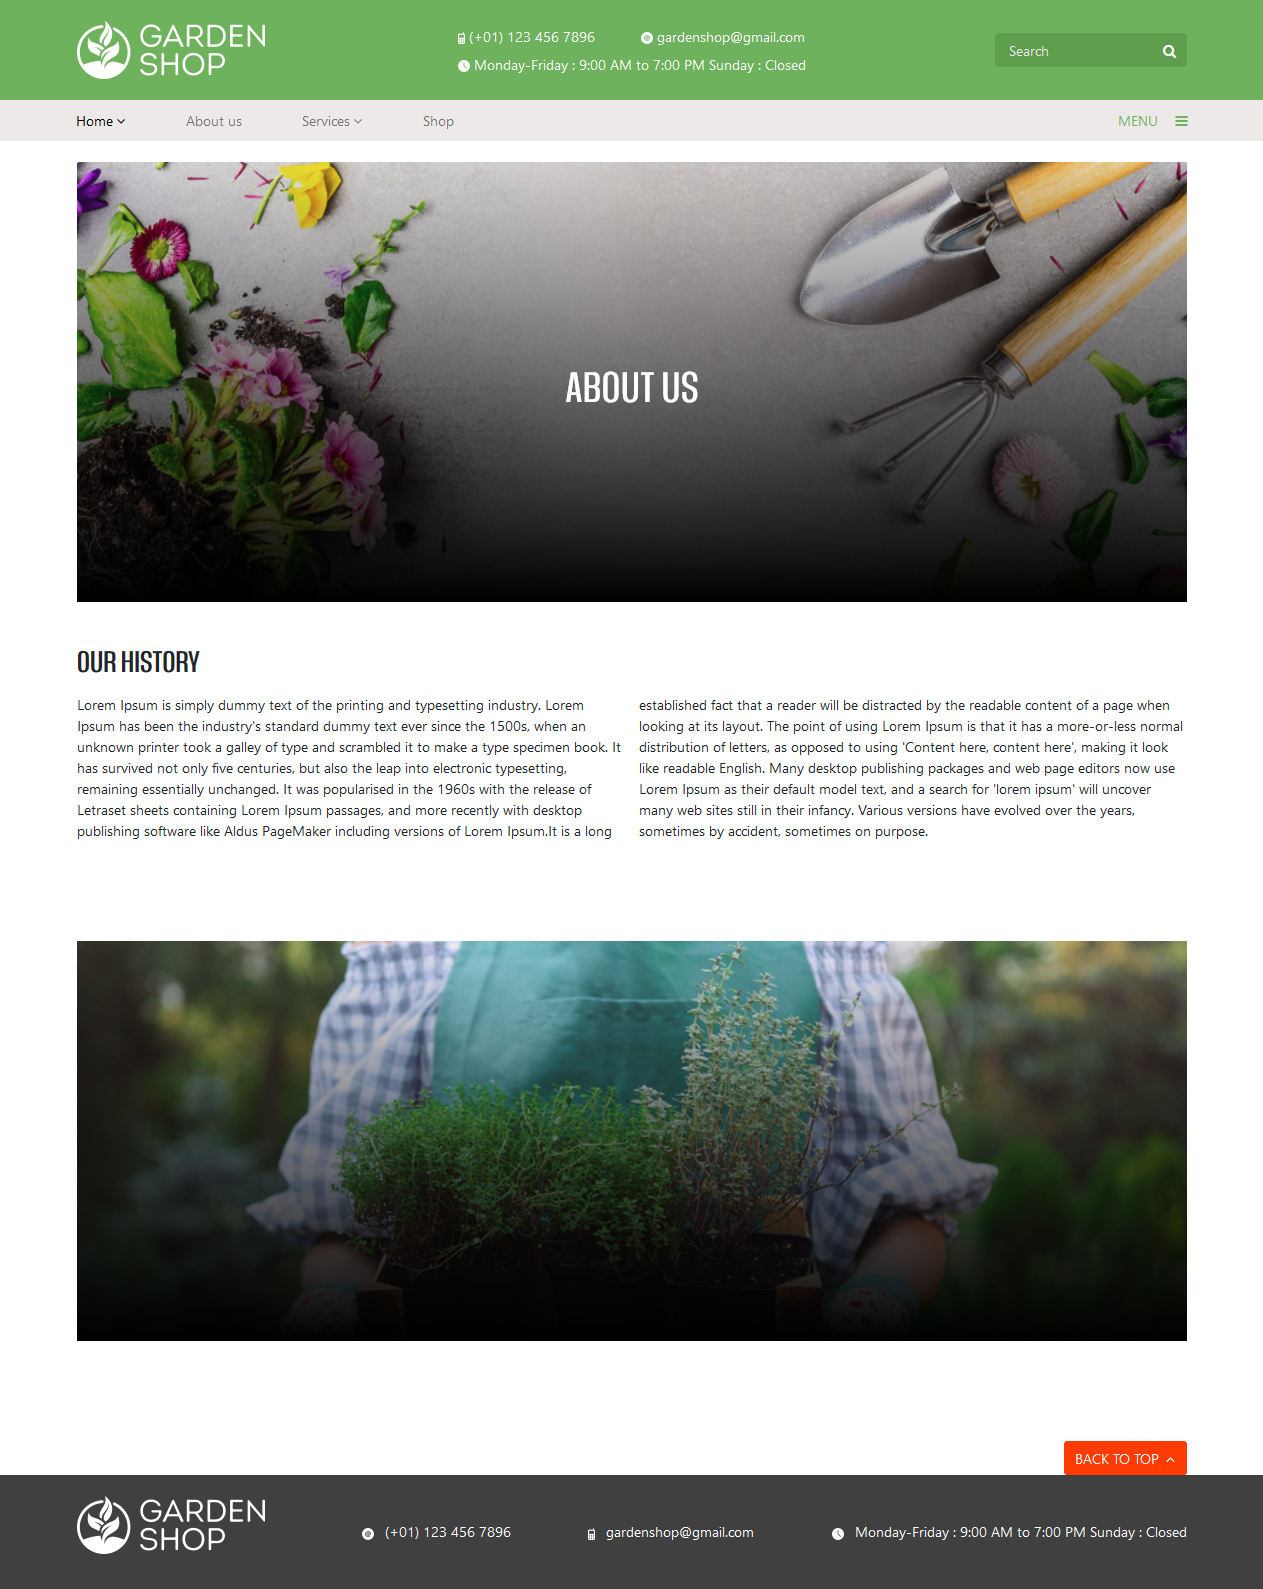 GARDEN
SHOP
(+01) 123 456 7896
gardenshop@gmail.com
Monday-Friday : 9:00 AM to 7:00 PM Sunday : Closed
Search
Home
About us
Services
Shop
MENU
ABOUT US
OUR HISTORY
Lorem Ipsum is simply dummy text of the printing and typesetting industry. Lorem
Ipsum has been the industry's standard dummy text ever since the 1500s, when an
unknown printer took a galley of type and scrambled it to make a type specimen book. It
has survived not only five centuries, but also the leap into electronic typesetting,
remaining essentially unchanged. It was popularised in the 1960s with the release of
Letraset sheets containing Lorem Ipsum passages, and more recently with desktop
publishing software like Aldus PageMaker including versions of Lorem Ipsum.It is a long
established fact that a reader will be distracted by the readable content of a page when
looking at its layout. The point of using Lorem Ipsum is that it has a more-or-less normal
distribution of letters, as opposed to using 'Content here, content here', making it look
like readable English. Many desktop publishing packages and web page editors now use
Lorem Ipsum as their default model text, and a search for 'lorem ipsum' will uncover
many web sites still in their infancy. Various versions have evolved over the years,
sometimes by accident, sometimes on purpose.
BACK TO TOP
GARDEN
SHOP
(+01) 123 456 7896
gardenshop@gmail.com
Monday-Friday : 9:00 AM to 7:00 PM Sunday : Closed